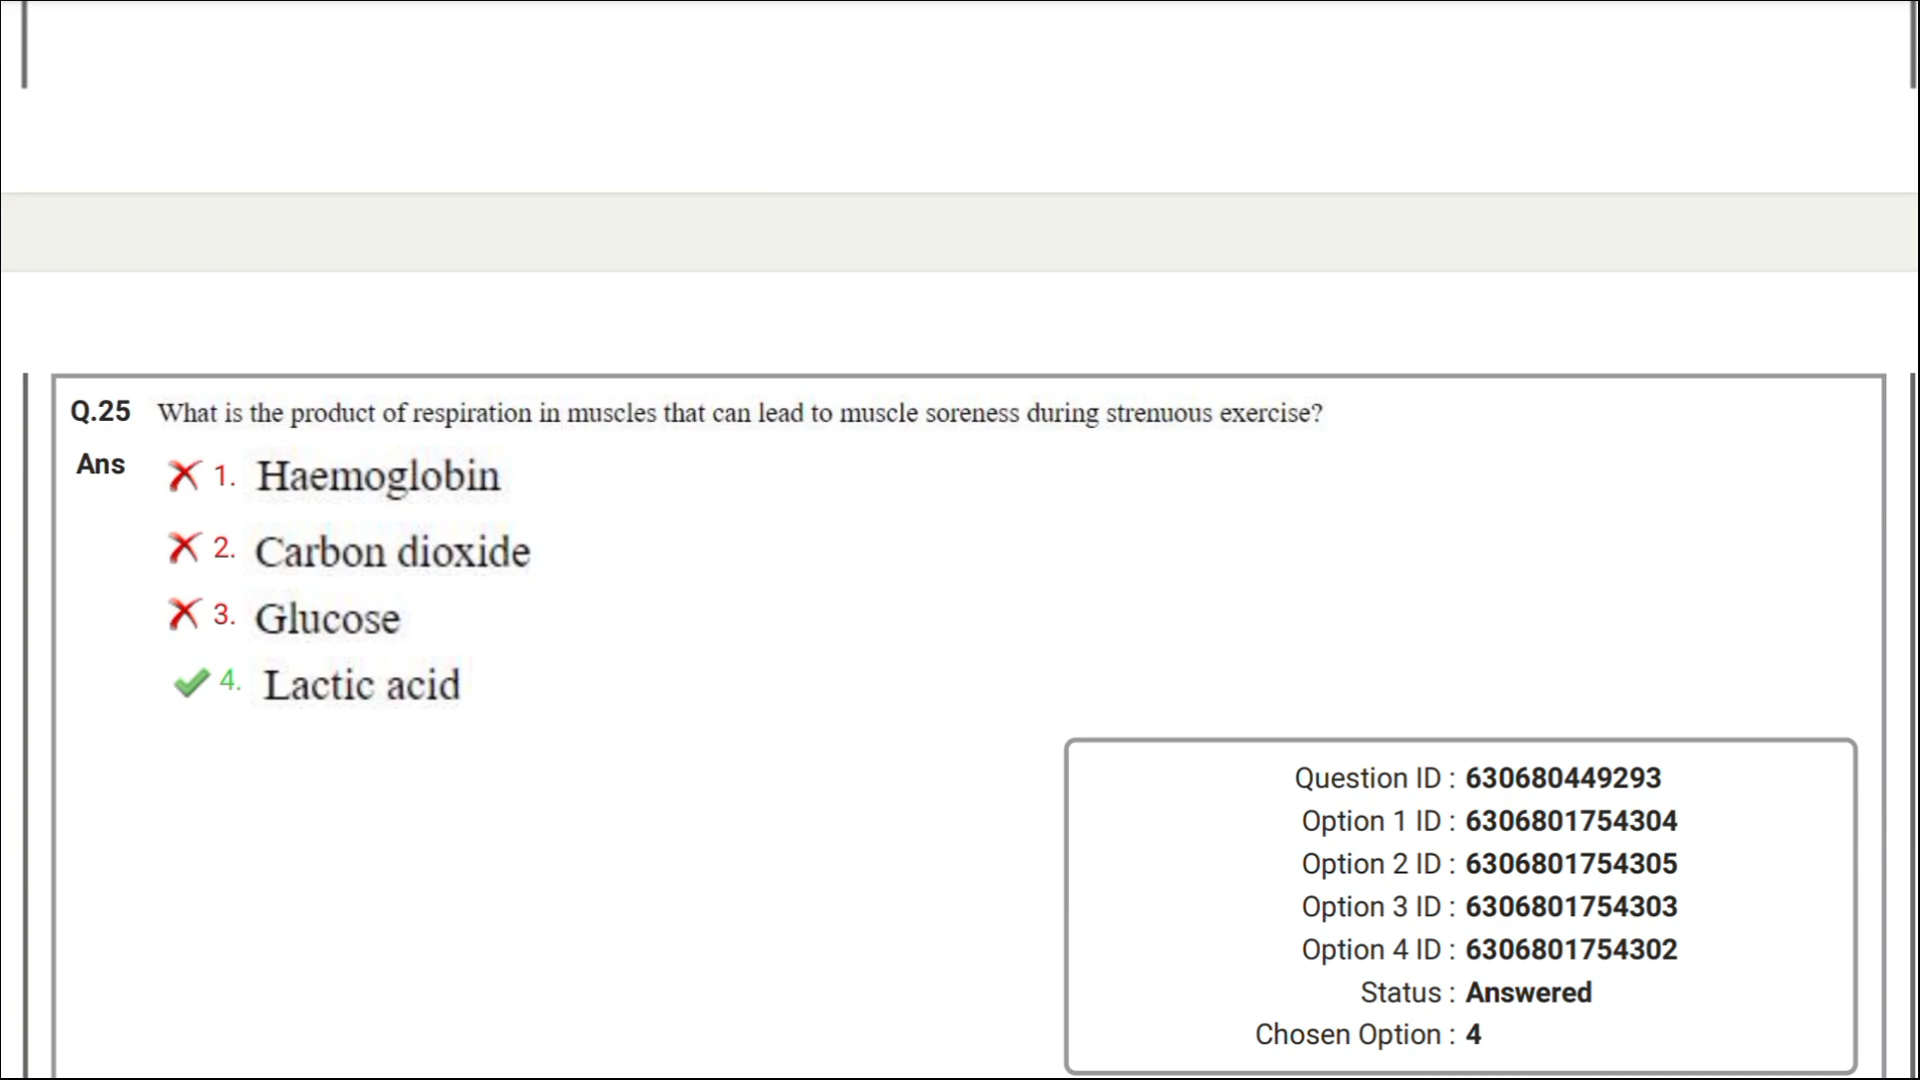 Q.25 What is the product of respiration in muscles that can lead to muscle soreness during strenuous exercise?
Ans 1. Haemoglobin
2. Carbon dioxide
3. Glucose
4. Lactic acid
Question ID : 630680449293
Option 1 ID : 6306801754304
Option 2 ID : 6306801754305
Option 3 ID : 6306801754303
Option 4 ID : 6306801754302
Status : Answered
Chosen Option : 4